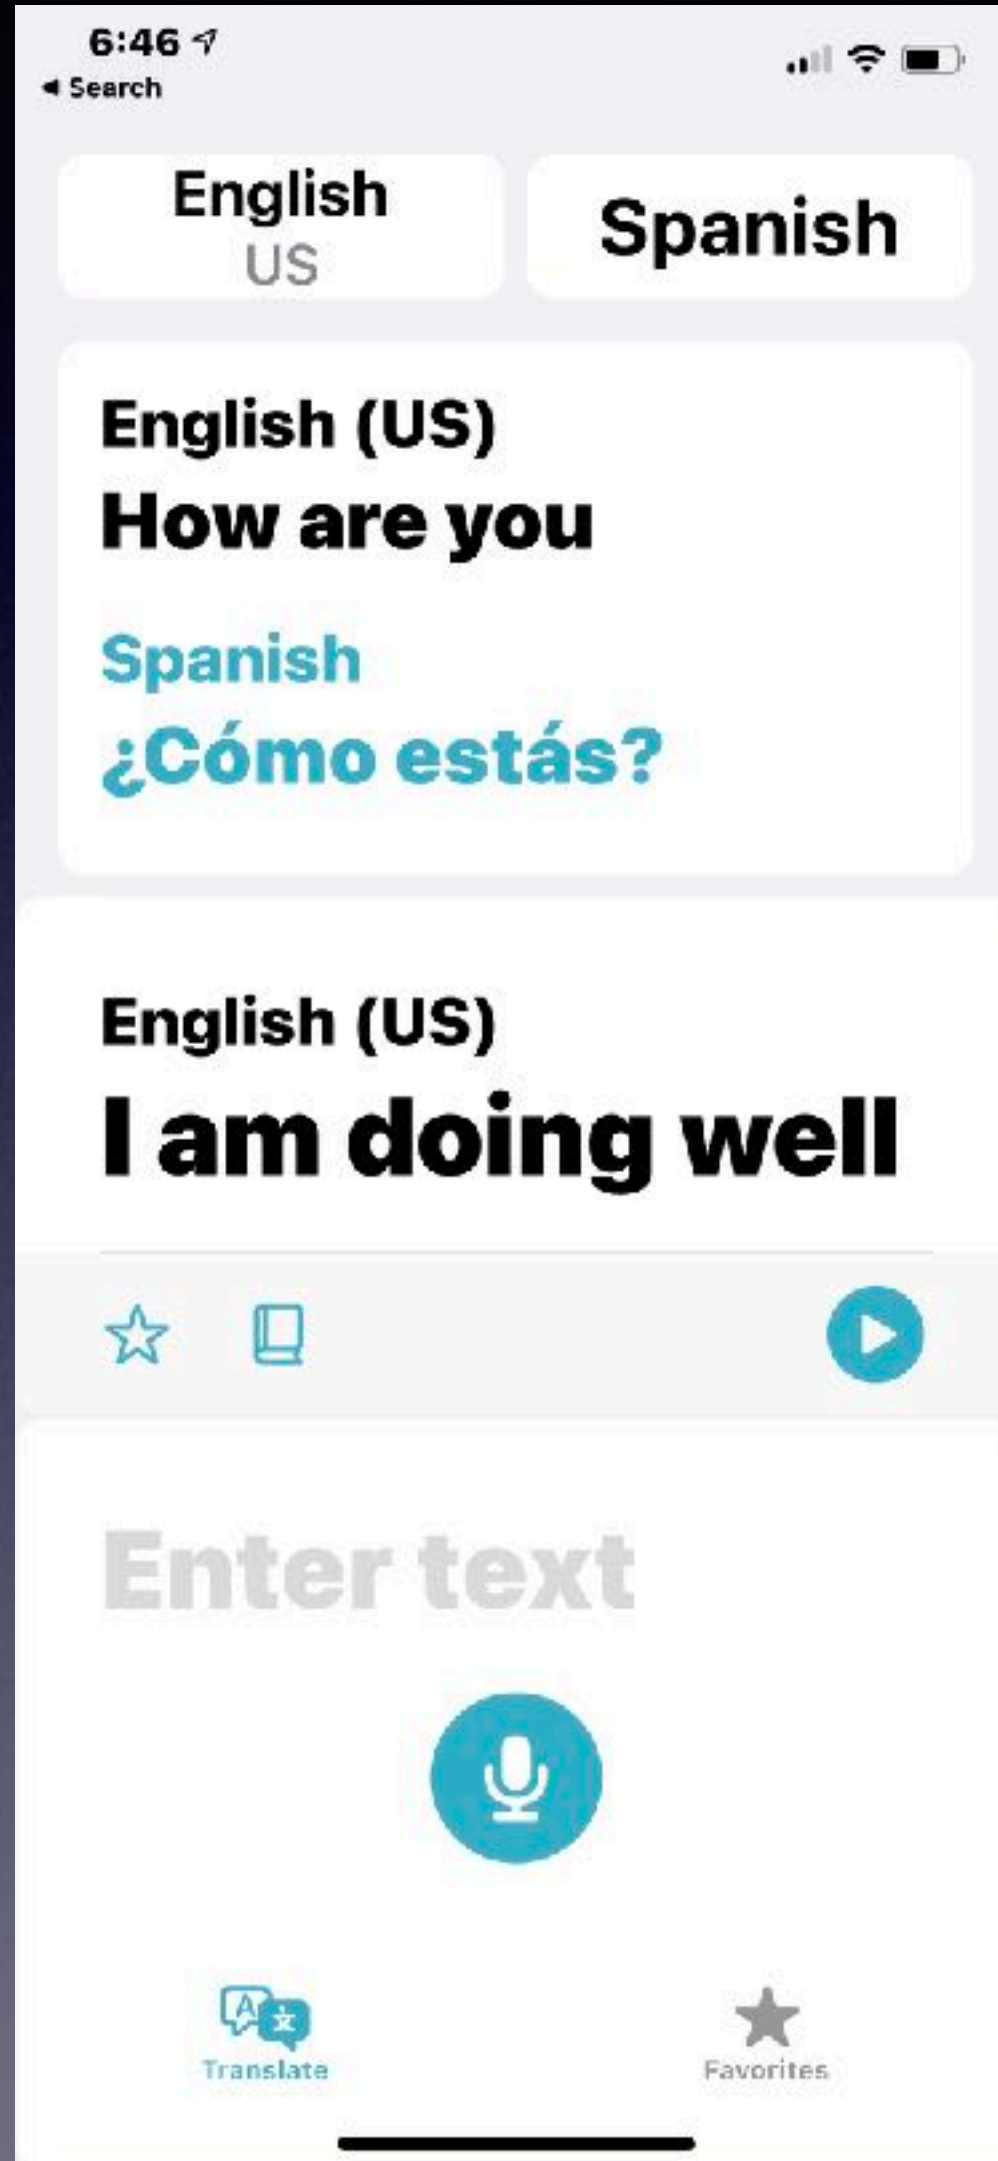 6:46
Search
English
US
Spanish
English (US)
How are you
Spanish
¿Cómo estás?
English (US)
I am doing well
Enter text
A 文
Translate
Favorites